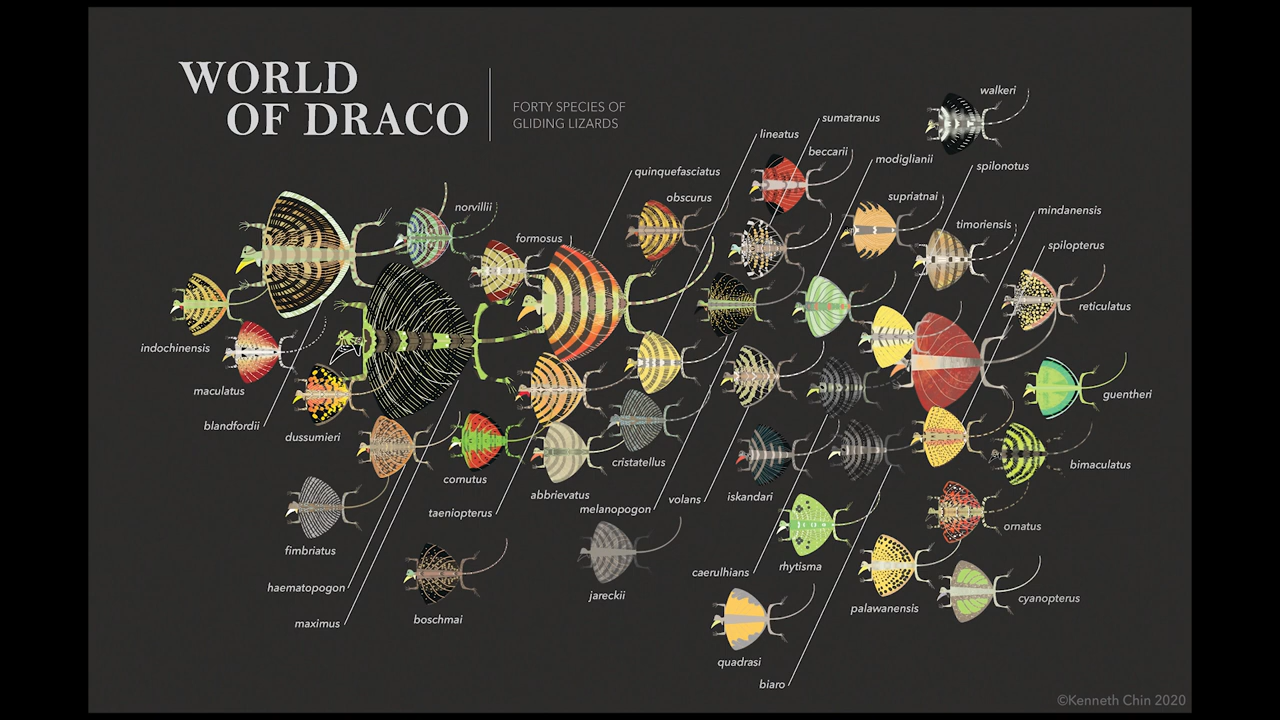 WORLD
OF DRACO
FORTY SPECIES OF
GLIDING LIZARDS
walkeri
sumatranus
lineatus
beccarii
modiglianii
spilonotus
quinquefasciatus
obscurus
supriatnai
norvillii
mindanensis
timoriensis
formosus
spilopterus
reticulatus
indochinensis
maculatus
guentheri
blandfordii
dussumieri
cristatellus
bimaculatus
cornutus
abbrievatus
iskandari
volans
taeniopterus
melanopogon
ornatus
fimbriatus
rhytisma
caerulhians
haematopogon
jareckii
cyanopterus
palawanensis
maximus
boschmai
quadrasi
biaro
©Kenneth Chin 2020